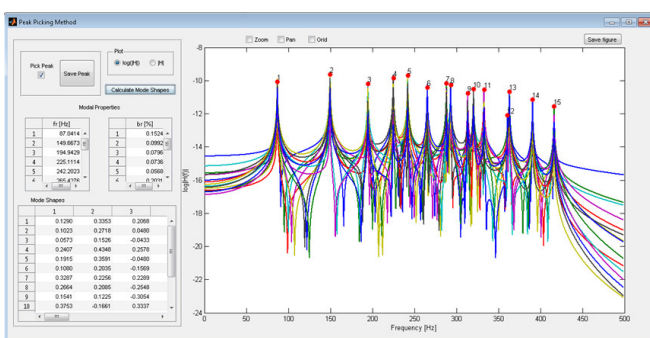 Peak Picking Method
Pick Peak
Save Peak
Plot
log(|H|) |H|
Calculate Mode Shapes
Modal Properties
fr [Hz]
1 87.0414
2 149.6673
3 194.9429
4 225.1114
5 242.2023
br [%]
1 0.1524
2 0.0992
3 0.0796
4 0.0736
5 0.0569
Mode Shapes
1 2 3
1 0.1290 0.3353 0.2068
2 0.1023 0.2718 0.0480
3 0.0573 0.1526 -0.0433
4 0.2407 0.4348 0.2578
5 0.1915 0.3591 -0.0480
6 0.1080 0.2035 -0.1569
7 0.3287 0.2256 0.2289
8 0.2664 0.2085 -0.2548
9 0.1541 0.1225 -0.3054
10 0.3753 -0.1661 0.3337
Zoom Pan Grid
Save figure
-8
-10
-12
-14
-16
-18
-20
-22
-24
log(|H(f)|)
1 2 3 4 5 6 7 8 9 10 11 12 13 14 15
0 50 100 150 200 250 300 350 400 450 500
Frequency [Hz]